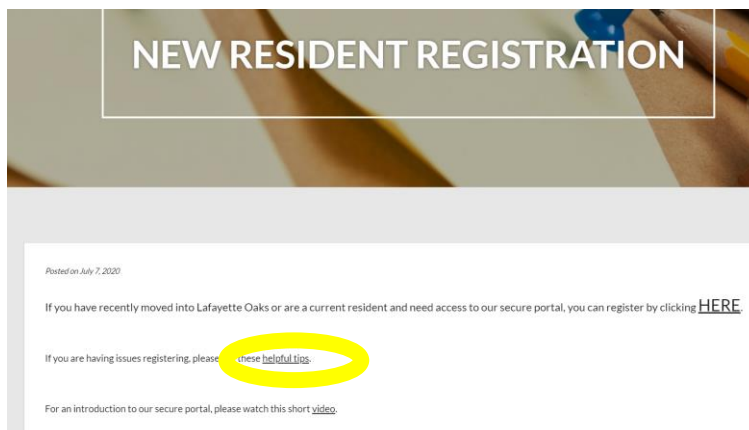 NEW RESIDENT REGISTRATION
Posted on July 7, 2020
If you have recently moved into Lafayette Oaks or are a current resident and need access to our secure portal, you can register by clicking HERE.
If you are having issues registering, please these helpful tips.
For an introduction to our secure portal, please watch this short video.